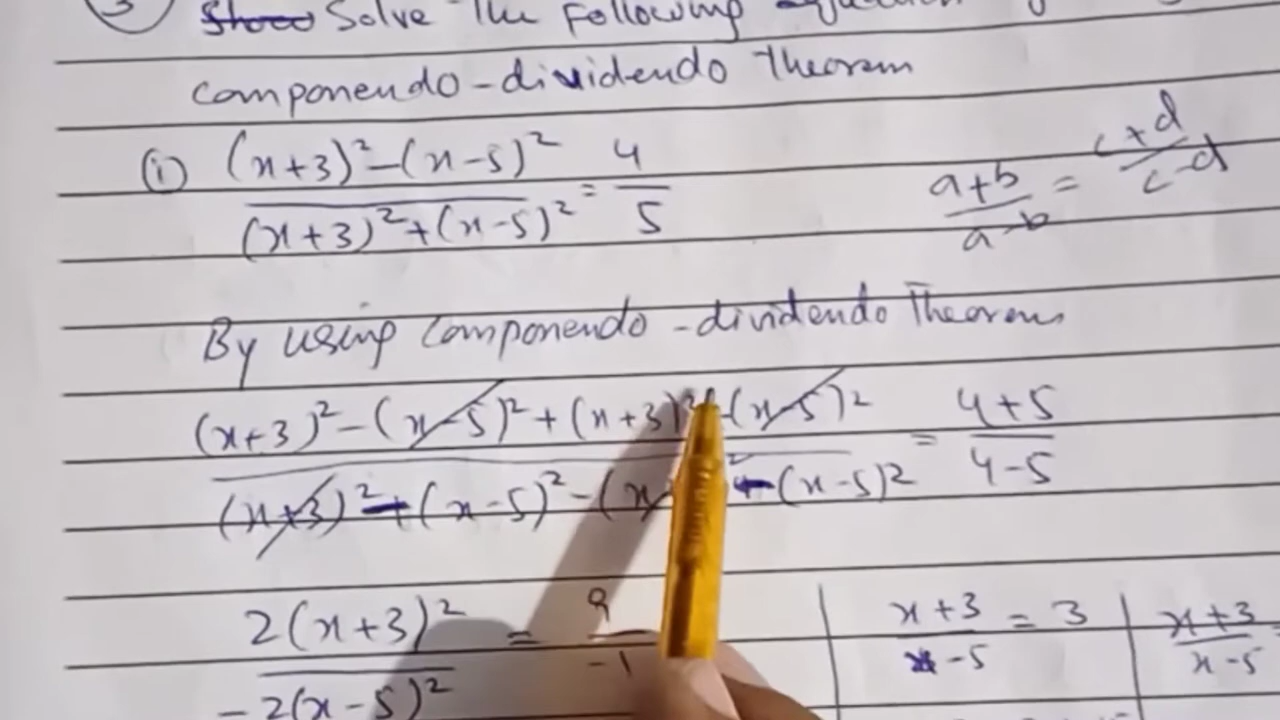 Solve The Following
componendo-dividendo Theorem
(i) (x+3)²-(x-5)² / (x+3)²+(x-5)² = 4/5
a+b / a-b = c+d / c-d
By using Componendo-dividendo Theorem
(x+3)²-(x-5)²+(x+3)² (x-5)² / (x+3)²-(x-5)²-(x -(x-5)² = 4+5 / 4-5
2(x+3)² / -2(x-5)² = 9 / -1
x+3 / x-5 = 3
x+3 / x-5 =